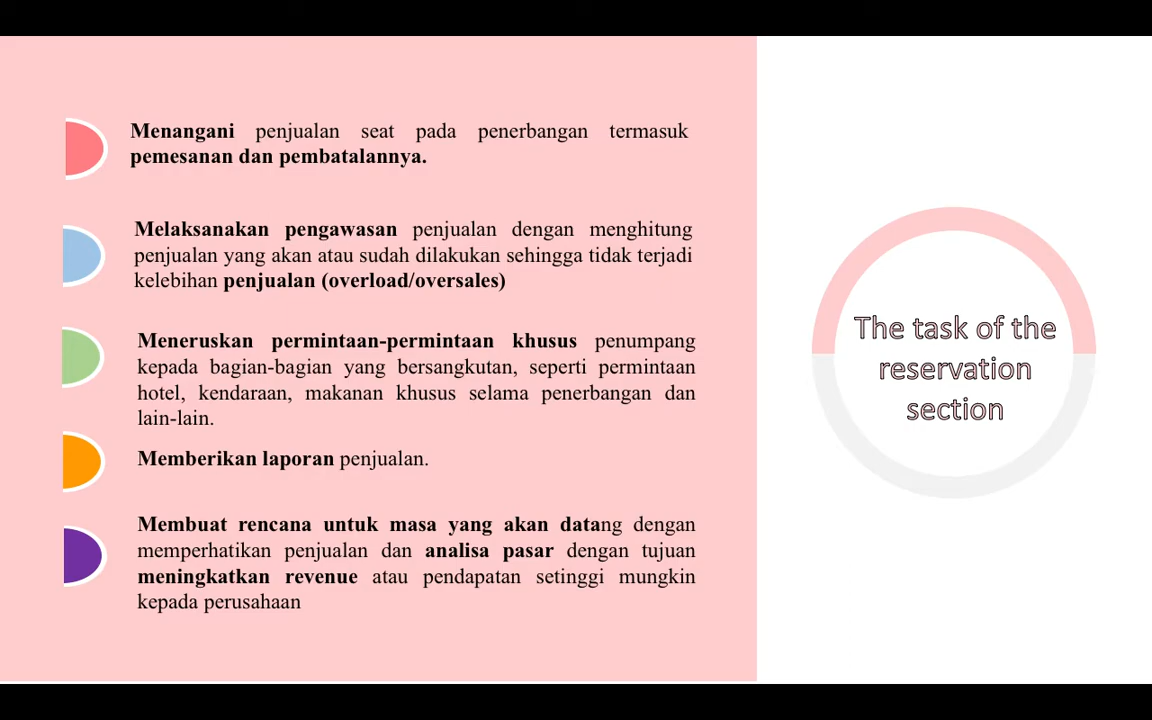 Menangani penjualan seat pada penerbangan termasuk
pemesanan dan pembatalannya.
Melaksanakan pengawasan penjualan dengan menghitung
penjualan yang akan atau sudah dilakukan sehingga tidak terjadi
kelebihan penjualan (overload/oversales)
Meneruskan permintaan-permintaan khusus penumpang
kepada bagian-bagian yang bersangkutan, seperti permintaan
hotel, kendaraan, makanan khusus selama penerbangan dan
lain-lain.
Memberikan laporan penjualan.
Membuat rencana untuk masa yang akan datang dengan
memperhatikan penjualan dan analisa pasar dengan tujuan
meningkatkan revenue atau pendapatan setinggi mungkin
kepada perusahaan
The task of the
reservation
section